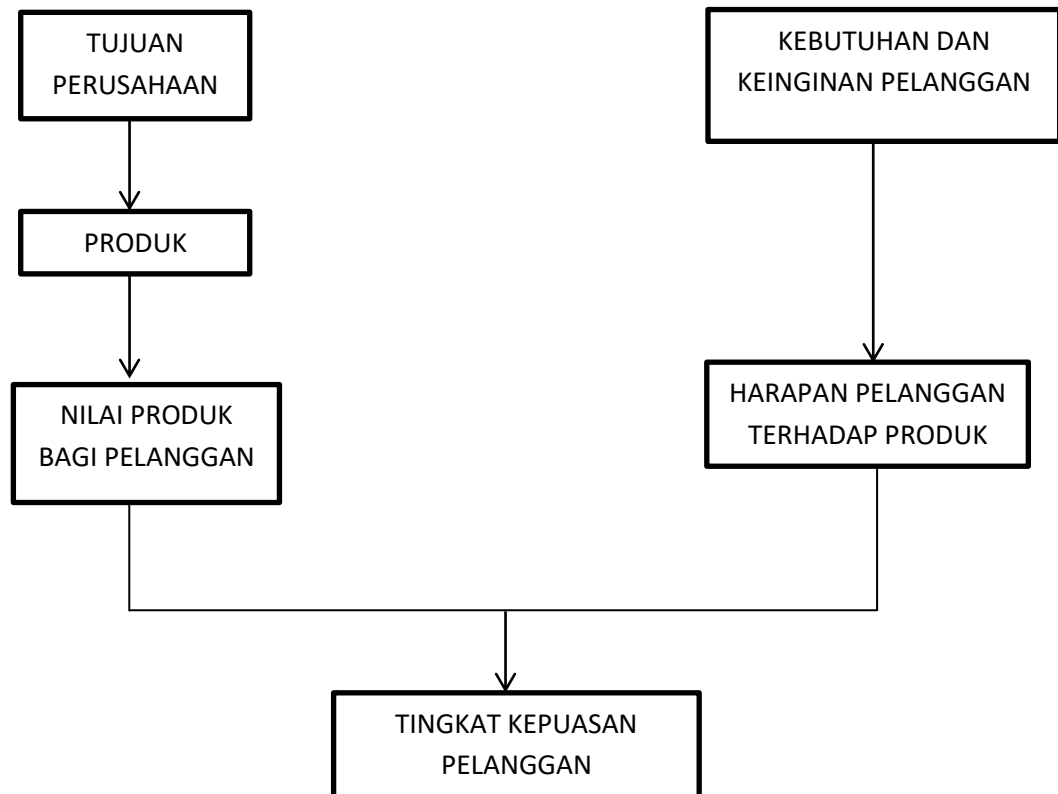 TUJUAN
PERUSAHAAN
KEBUTUHAN DAN
KEINGINAN PELANGGAN
PRODUK
NILAI PRODUK
BAGI PELANGGAN
HARAPAN PELANGGAN
TERHADAP PRODUK
TINGKAT KEPUASAN
PELANGGAN